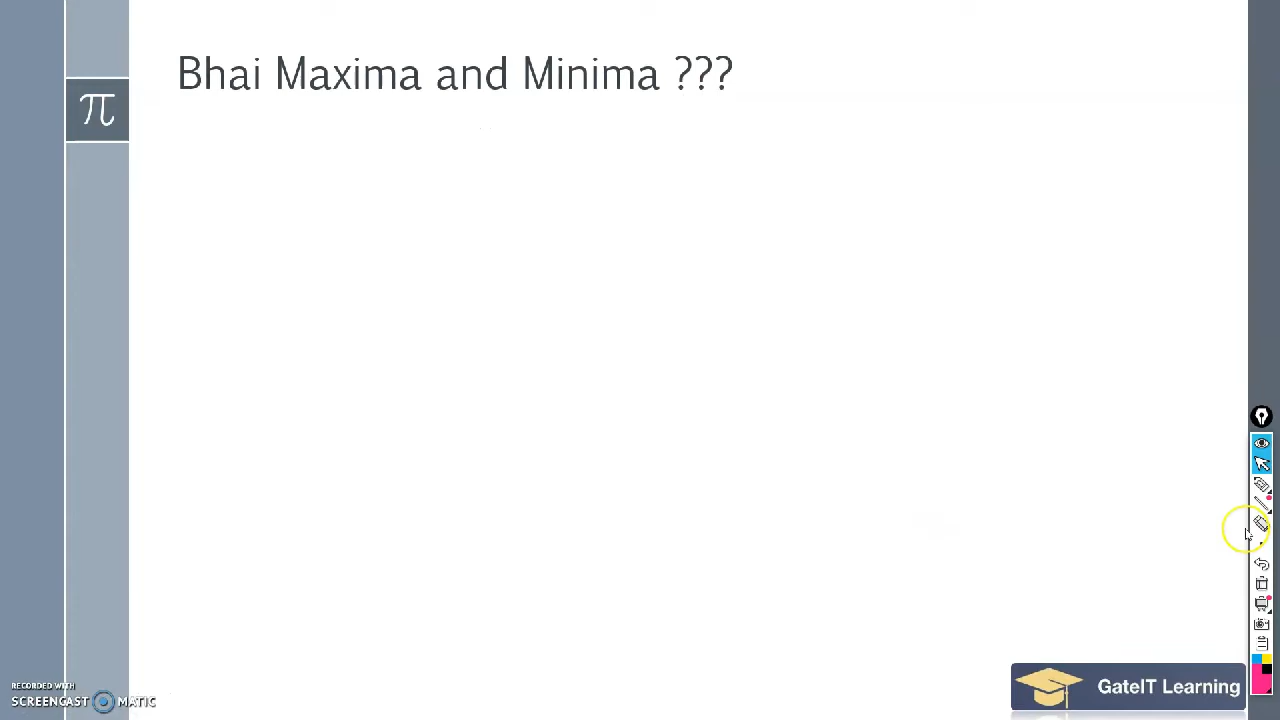 Bhai Maxima and Minima ???
π
GateIT Learning
RECORDED WITH
SCREENCAST MATIC